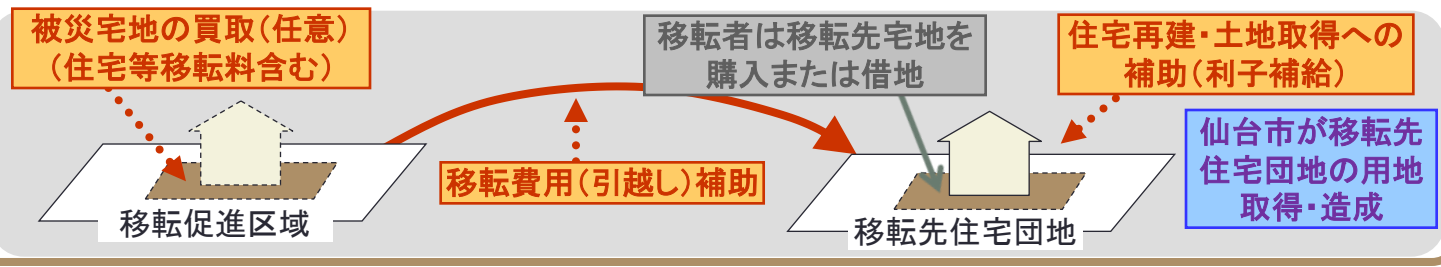 被災宅地の買取(任意)
(住宅等移転料含む)
移転者は移転先宅地を
購入または借地
住宅再建・土地取得への
補助(利子補給)
仙台市が移転先
住宅団地の用地
取得・造成
移転費用(引越し)補助
移転促進区域
移転先住宅団地